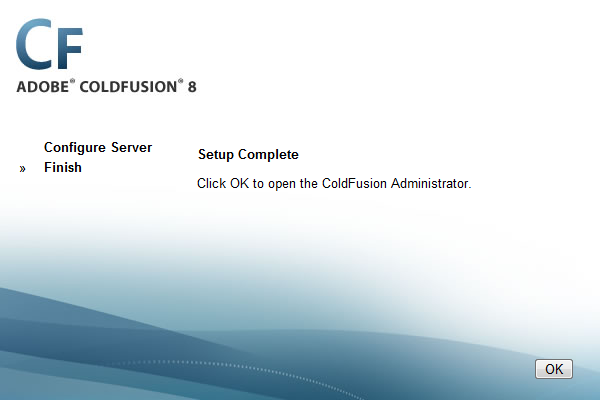 CF
ADOBE® COLDFUSION® 8
Configure Server
» Finish
Setup Complete
Click OK to open the ColdFusion Administrator.
OK